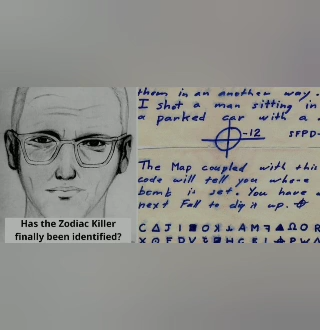 them in an another way.
I shot a man sitting in
a parked car with a
-12 SFPD-
The Map coupled with this
code will tell you where
bomb is set. You have
next Fall to dig it up.
Has the Zodiac Killer
finally been identified?